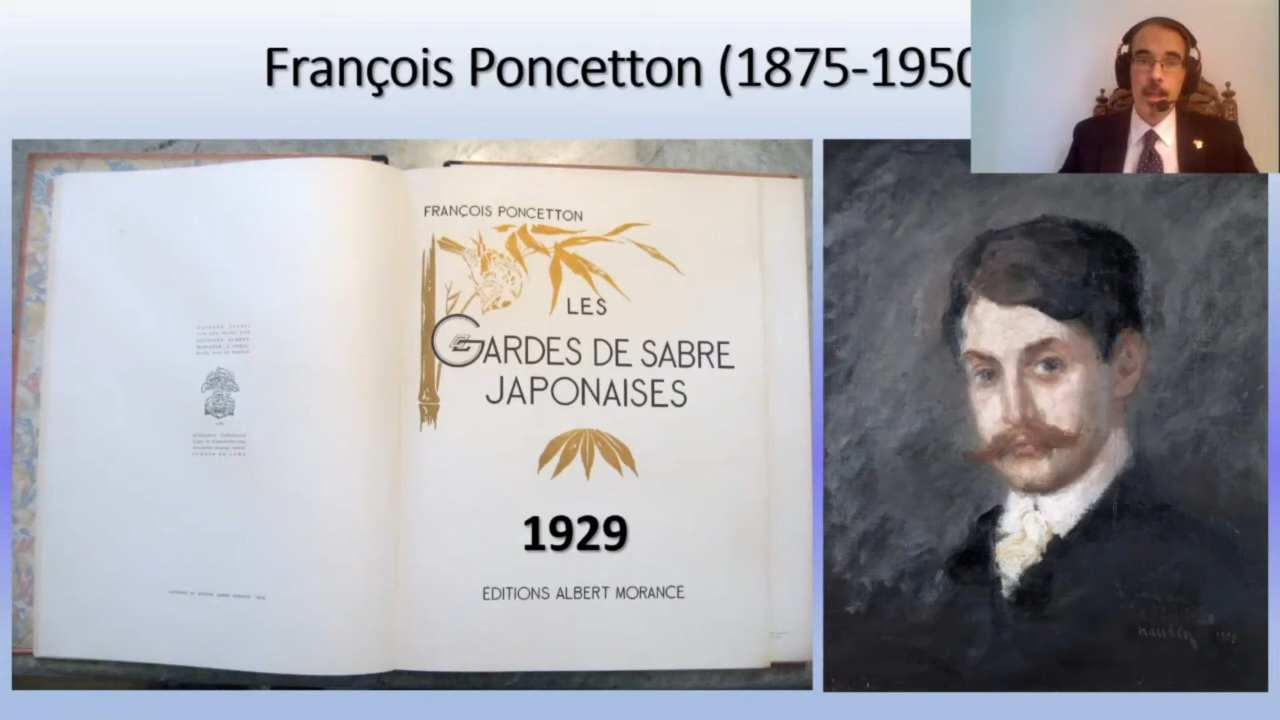 François Poncetton (1875-1950
FRANÇOIS PONCETTON
LES
GARDES DE SABRE
JAPONAISES
1929
EDITIONS ALBERT MORANCE